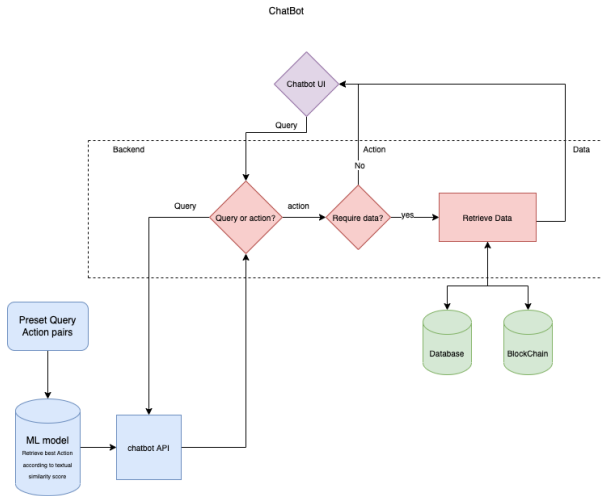 ChatBot
Chatbot UI
Query
Backend
Action
Data
No
Query
action
Query or action?
Require data?
yes
Retrieve Data
Preset Query
Action pairs
Database
BlockChain
ML model
Retrieve best Action
according to textual
similarity score
chatbot API